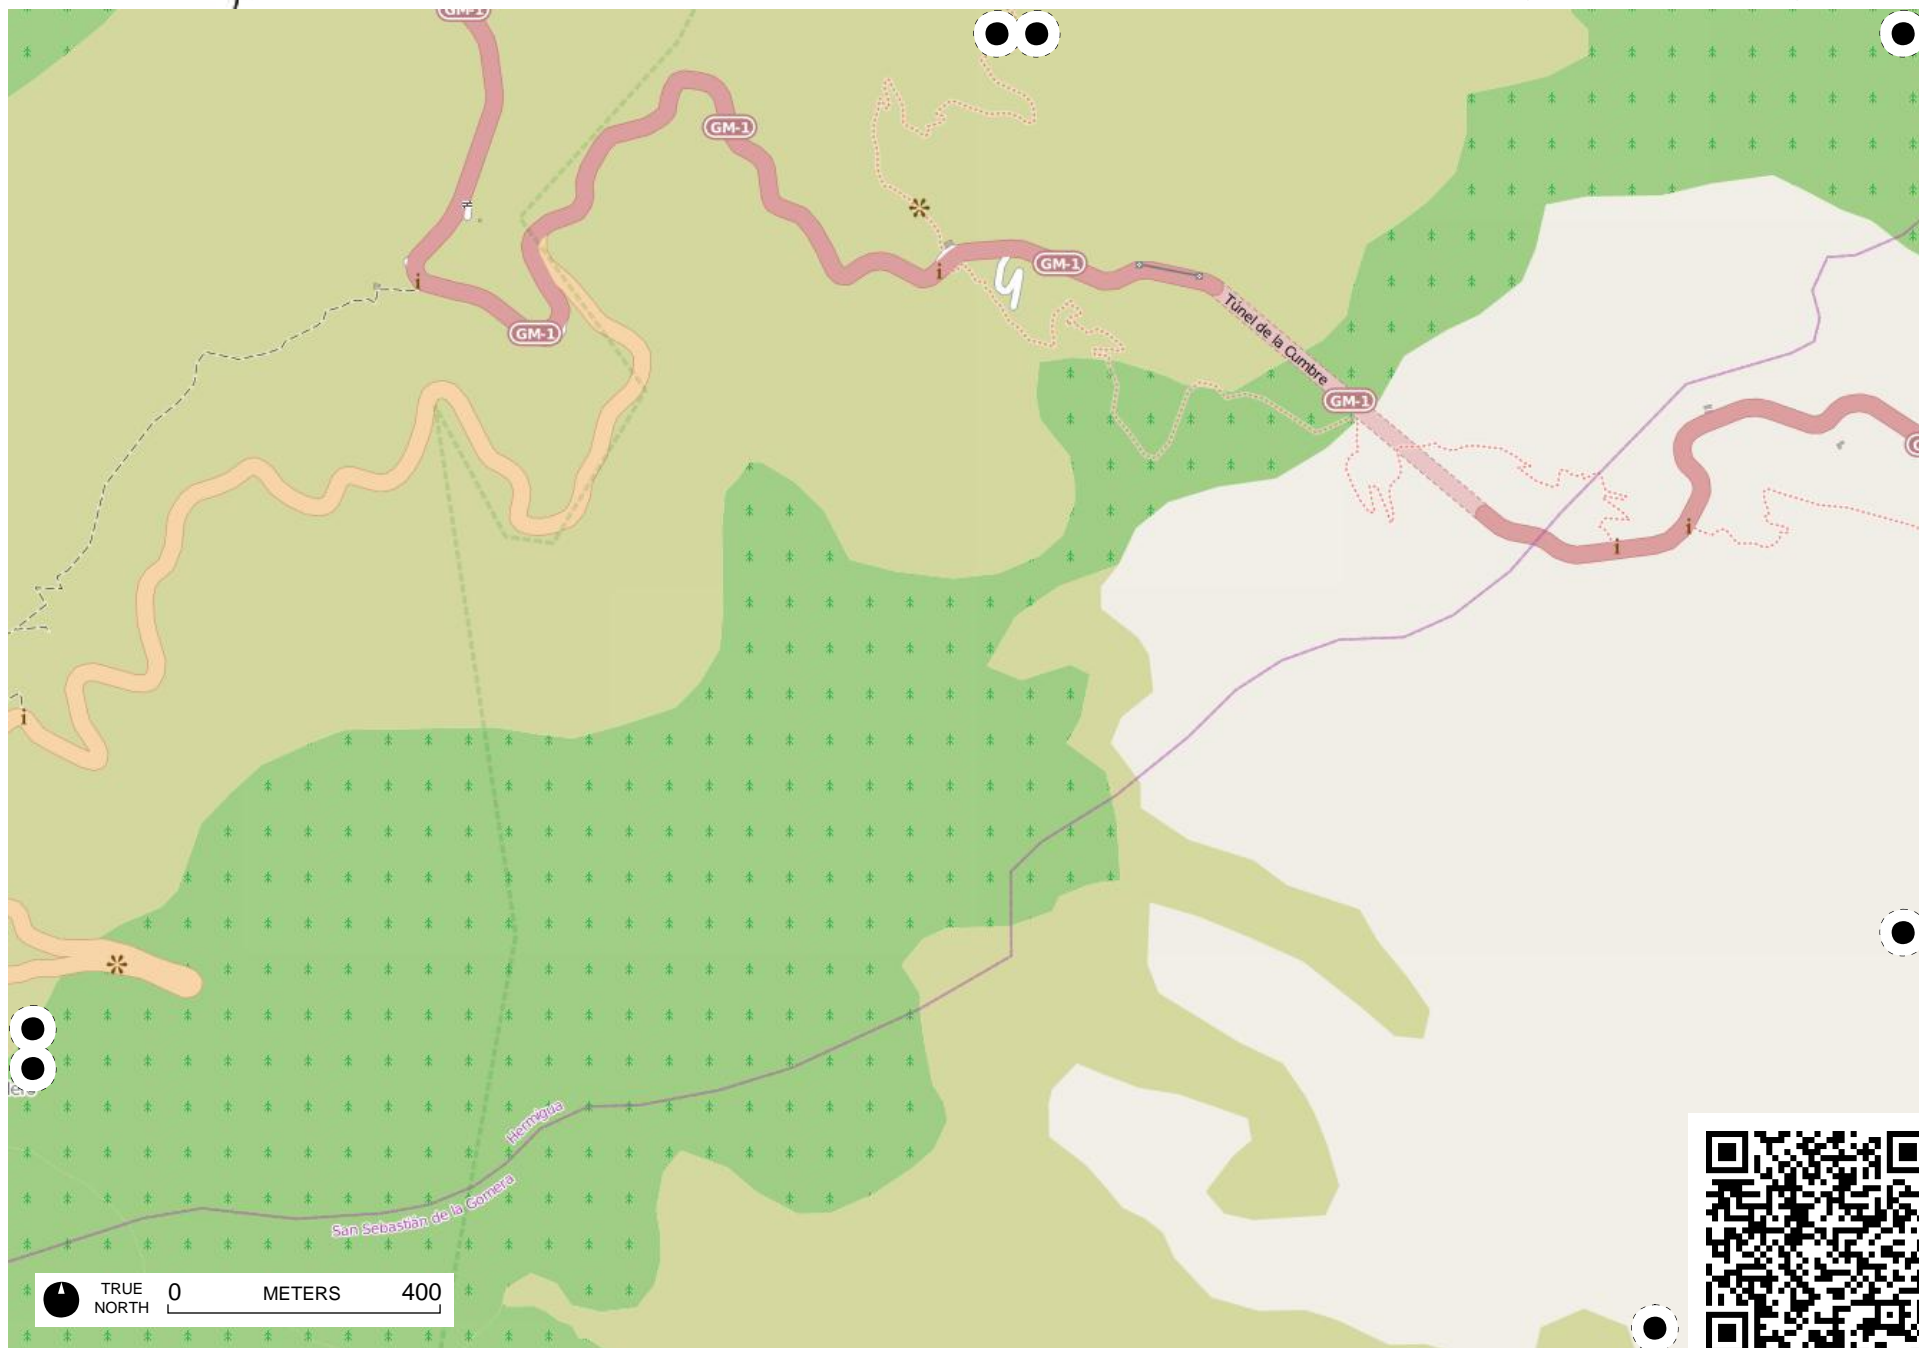 GM-1
GM-1
GM-1
GM-1
Túnel de la Cumbre
GM-1
Hermigua
San Sebastián de la Gomera
TRUE NORTH
0 METERS 400